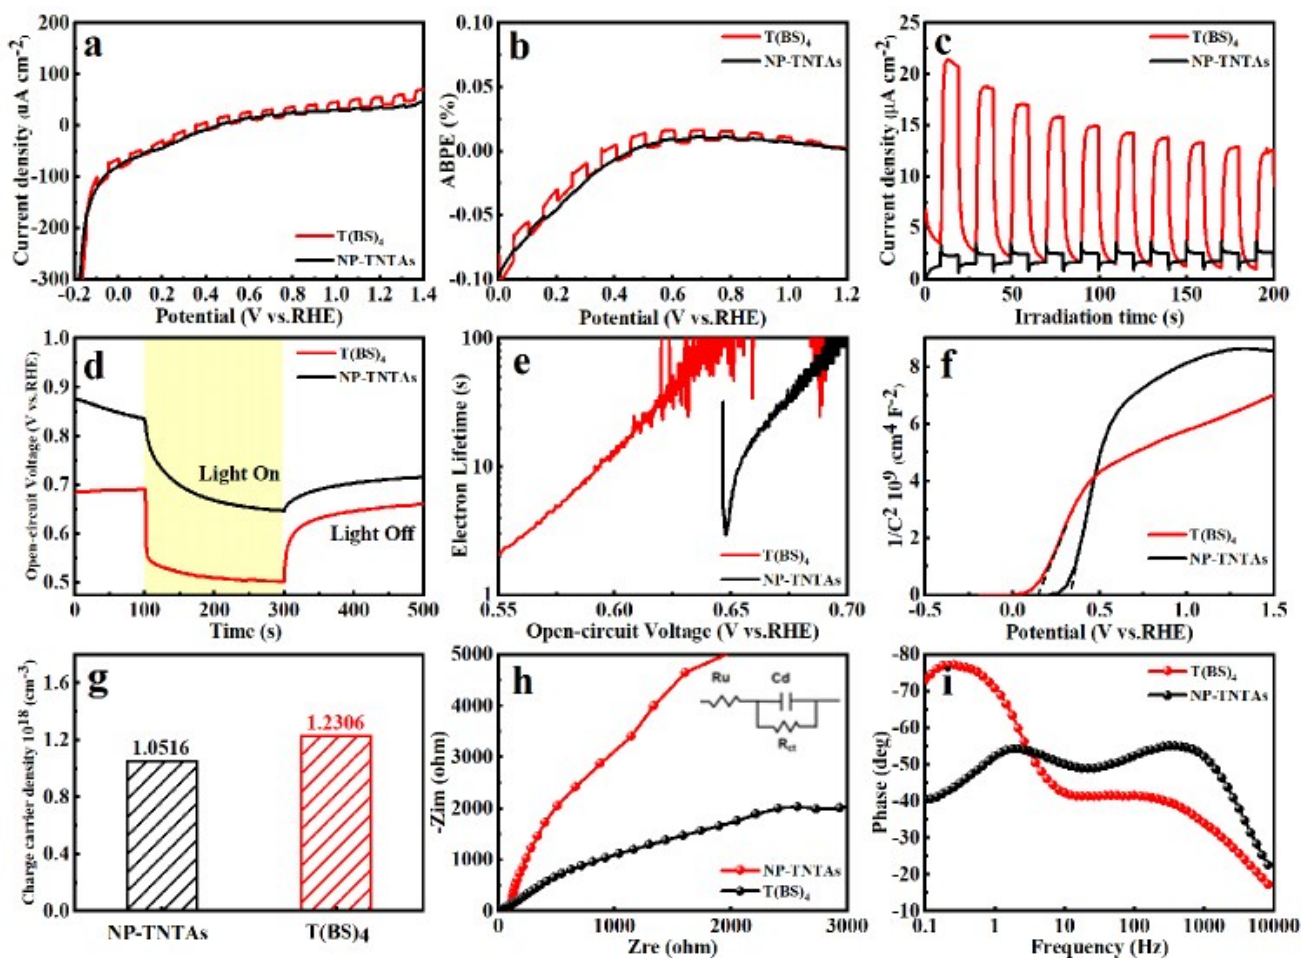 a
200
100
0
-100
-200
-300
Current density (μA cm-2)
T(BS)4
NP-TNTAs
-0.2 0.0 0.2 0.4 0.6 0.8 1.0 1.2 1.4
Potential (V vs.RHE)
b
0.10
0.05
0.00
-0.05
-0.10
ABPE (%)
T(BS)4
NP-TNTAs
0.0 0.2 0.4 0.6 0.8 1.0 1.2
Potential (V vs.RHE)
c
25
20
15
10
5
0
Current density (μA cm-2)
T(BS)4
NP-TNTAs
0 40 80 120 160 200
Irradiation time (s)
d
1.0
0.9
0.8
0.7
0.6
0.5
Open-circuit Voltage (V vs.RHE)
T(BS)4
NP-TNTAs
Light On
Light Off
0 100 200 300 400 500
Time (s)
e
100
10
1
Electron Lifetime (s)
T(BS)4
NP-TNTAs
0.55 0.60 0.65 0.70
Open-circuit Voltage (V vs.RHE)
f
8
6
4
2
0
1/C2 109 (cm4 F-2)
T(BS)4
NP-TNTAs
-0.5 0.0 0.5 1.0 1.5
Potential (V vs.RHE)
g
1.6
1.2
0.8
0.4
0.0
Charge carrier density 1018 (cm-3)
1.0516
1.2306
NP-TNTAs T(BS)4
h
5000
4000
3000
2000
1000
0
-Zim (ohm)
Ru Cd
Rct
NP-TNTAs
T(BS)4
0 1000 2000 3000
Zre (ohm)
i
-80
-70
-60
-50
-40
-30
-20
-10
Phase (deg)
T(BS)4
NP-TNTAs
0.1 1 10 100 1000 10000
Frequency (Hz)